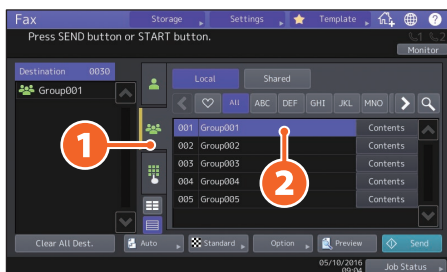 Fax Storage Settings Template
Press SEND button or START button.
Monitor
Destination 0030
Local Shared
All ABC DEF GHI JKL MNO
Group001
001 Group001 Contents
002 Group002 Contents
003 Group003 Contents
004 Group004 Contents
005 Group005 Contents
1
2
Clear All Dest. Auto Standard Option Preview Send
05/10/2016
09:04
Job Status